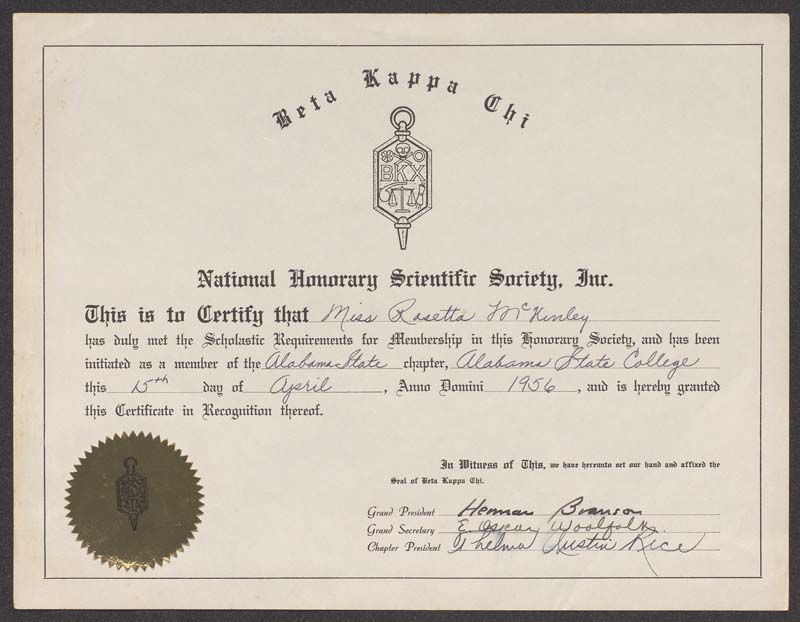 Beta Kappa Chi
BKX
National Honorary Scientific Society, Inc.
This is to Certify that Miss Rosetta McKinley
has duly met the Scholastic Requirements for Membership in this Honorary Society, and has been
initiated as a member of the Alabama State chapter, Alabama State College
this 15th day of April, Anno Domini 1956, and is hereby granted
this Certificate in Recognition thereof.
In Witness of This, we have hereunto set our hand and affixed the
Seal of Beta Kappa Chi.
Grand President Herman Branson
Grand Secretary E. Oscar Woolfolk.
Chapter President Thelma Austin Rice